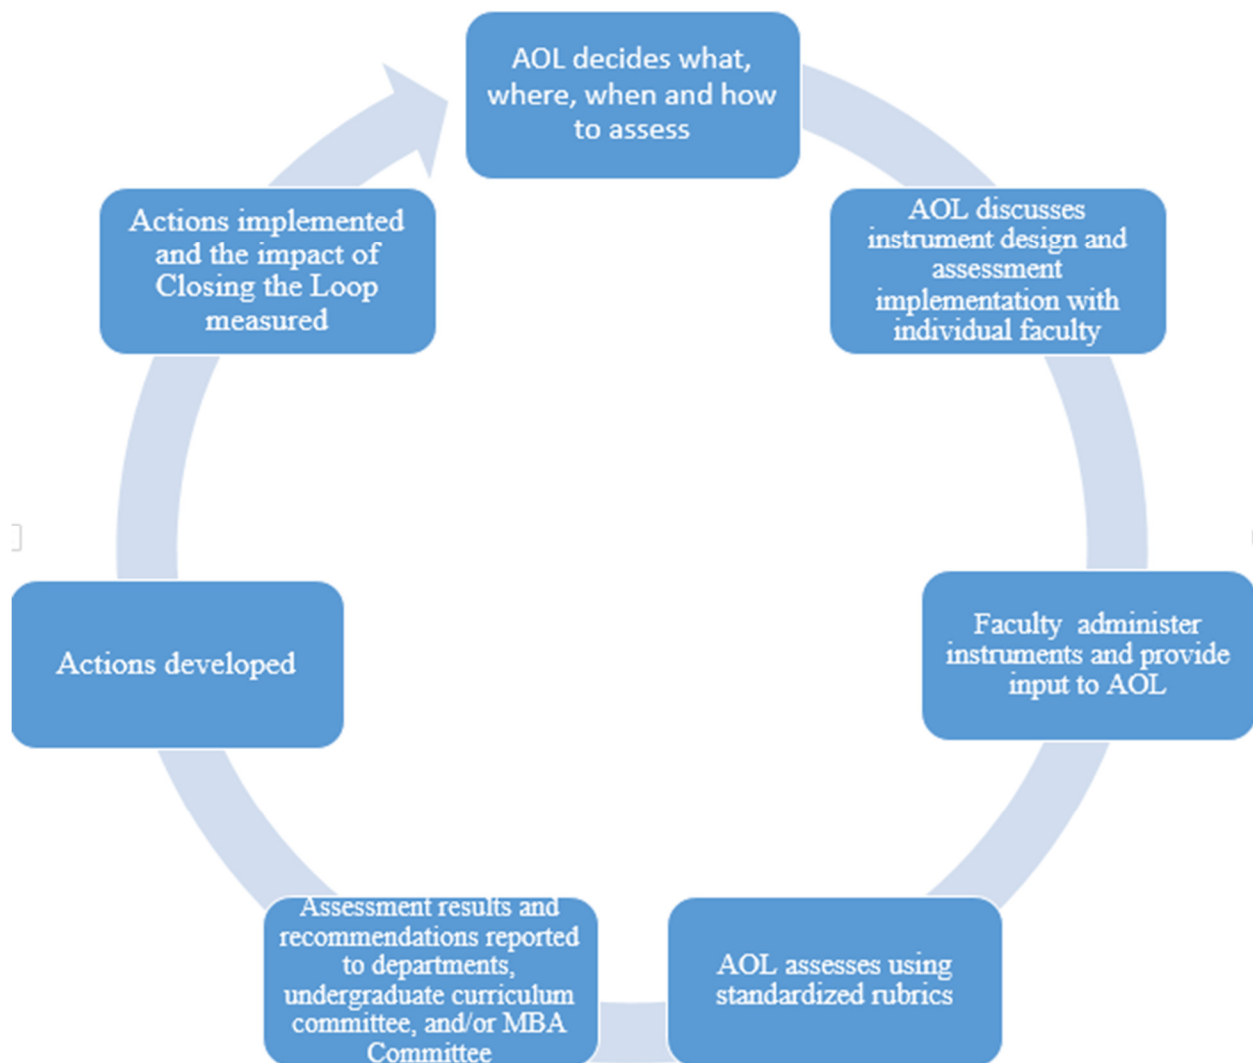 AOL decides what,
where, when and how
to assess
AOL discusses
instrument design and
assessment
implementation with
individual faculty
Faculty  administer
instruments and provide
input to AOL
AOL assesses using
standardized rubrics
Assessment results and
recommendations reported
to departments,
undergraduate curriculum
committee, and/or MBA
Committee
Actions developed
Actions implemented
and the impact of
Closing the Loop
measured